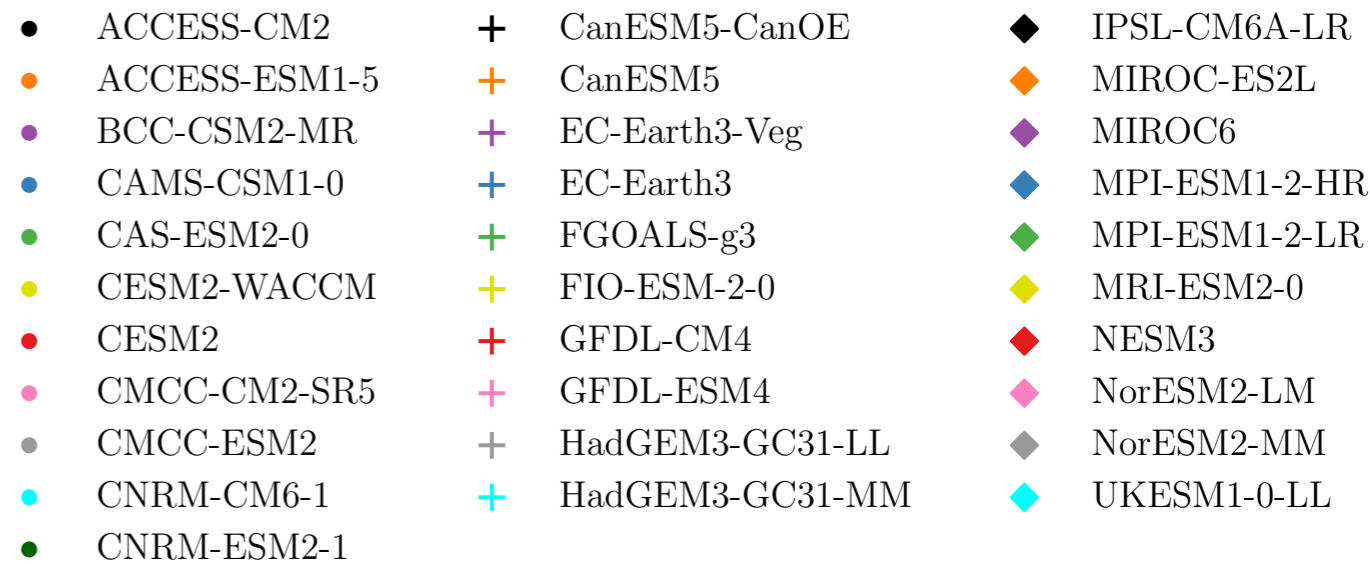 ACCESS-CM2
ACCESS-ESM1-5
BCC-CSM2-MR
CAMS-CSM1-0
CAS-ESM2-0
CESM2-WACCM
CESM2
CMCC-CM2-SR5
CMCC-ESM2
CNRM-CM6-1
CNRM-ESM2-1
CanESM5-CanOE
CanESM5
EC-Earth3-Veg
EC-Earth3
FGOALS-g3
FIO-ESM-2-0
GFDL-CM4
GFDL-ESM4
HadGEM3-GC31-LL
HadGEM3-GC31-MM
IPSL-CM6A-LR
MIROC-ES2L
MIROC6
MPI-ESM1-2-HR
MPI-ESM1-2-LR
MRI-ESM2-0
NESM3
NorESM2-LM
NorESM2-MM
UKESM1-0-LL